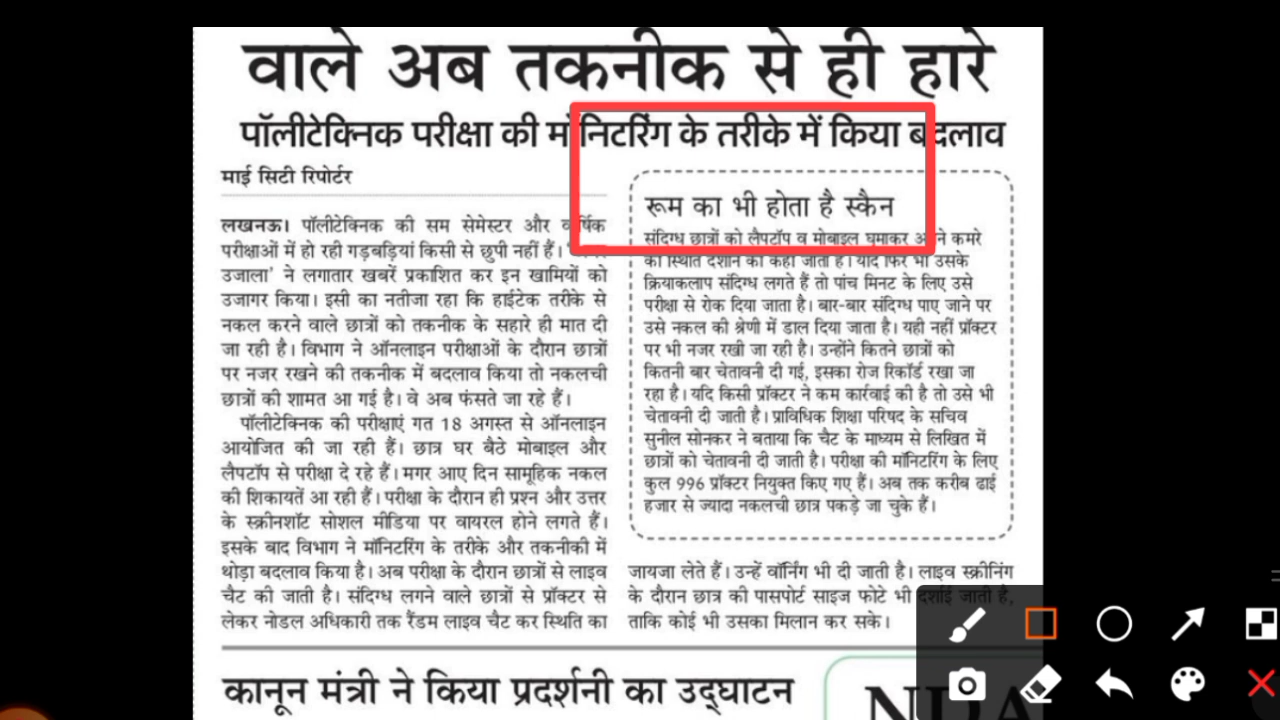 वाले अब तकनीक से ही हारे
पॉलीटेक्निक परीक्षा की मॉनिटरिंग के तरीके में किया बदलाव
माई सिटी रिपोर्टर
लखनऊ। पॉलीटेक्निक की सम सेमेस्टर और वार्षिक
परीक्षाओं में हो रही गड़बड़ियां किसी से छुपी नहीं हैं।
उजाला' ने लगातार खबरें प्रकाशित कर इन खामियों को
उजागर किया। इसी का नतीजा रहा कि हाईटेक तरीके से
नकल करने वाले छात्रों को तकनीक के सहारे ही मात दी
जा रही है। विभाग ने ऑनलाइन परीक्षाओं के दौरान छात्रों
पर नजर रखने की तकनीक में बदलाव किया तो नकलची
छात्रों की शामत आ गई है। वे अब फंसते जा रहे हैं।
पॉलीटेक्निक की परीक्षाएं गत 18 अगस्त से ऑनलाइन
आयोजित की जा रही हैं। छात्र घर बैठे मोबाइल और
लैपटॉप से परीक्षा दे रहे हैं। मगर आए दिन सामूहिक नकल
की शिकायतें आ रही हैं। परीक्षा के दौरान ही प्रश्न और उत्तर
के स्क्रीनशॉट सोशल मीडिया पर वायरल होने लगते हैं।
इसके बाद विभाग ने मॉनिटरिंग के तरीके और तकनीकी में
थोड़ा बदलाव किया है। अब परीक्षा के दौरान छात्रों से लाइव
चैट की जाती है। संदिग्ध लगने वाले छात्रों से प्रॉक्टर से
लेकर नोडल अधिकारी तक रैंडम लाइव चैट कर स्थिति का
रूम का भी होता है स्कैन
संदिग्ध छात्रों को लैपटॉप व मोबाइल घुमाकर अपने कमरे
की स्थिति दर्शाने को कहा जाता है। यदि फिर भी उसके
क्रियाकलाप संदिग्ध लगते हैं तो पांच मिनट के लिए उसे
परीक्षा से रोक दिया जाता है। बार-बार संदिग्ध पाए जाने पर
उसे नकल की श्रेणी में डाल दिया जाता है। यही नहीं प्रॉक्टर
पर भी नजर रखी जा रही है। उन्होंने कितने छात्रों को
कितनी बार चेतावनी दी गई, इसका रोज रिकॉर्ड रखा जा
रहा है। यदि किसी प्रॉक्टर ने कम कार्रवाई की है तो उसे भी
चेतावनी दी जाती है। प्राविधिक शिक्षा परिषद के सचिव
सुनील सोनकर ने बताया कि चैट के माध्यम से लिखित में
छात्रों को चेतावनी दी जाती है। परीक्षा की मॉनिटरिंग के लिए
कुल 996 प्रॉक्टर नियुक्त किए गए हैं। अब तक करीब ढाई
हजार से ज्यादा नकलची छात्र पकड़े जा चुके हैं।
जायजा लेते हैं। उन्हें वॉर्निंग भी दी जाती है। लाइव स्क्रीनिंग
के दौरान छात्र की पासपोर्ट साइज फोटे भी दर्शाई जाती है,
ताकि कोई भी उसका मिलान कर सके।
कानून मंत्री ने किया प्रदर्शनी का उद्घाटन
NDA